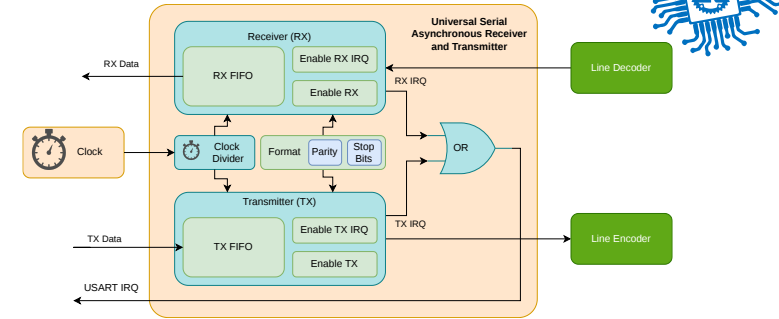 Universal Serial
Asynchronous Receiver
and Transmitter
Receiver (RX)
RX FIFO
Enable RX IRQ
Enable RX
RX Data
RX IRQ
Line Decoder
Clock
Clock
Divider
Format
Parity
Stop
Bits
OR
Transmitter (TX)
TX FIFO
Enable TX IRQ
Enable TX
TX Data
TX IRQ
Line Encoder
USART IRQ